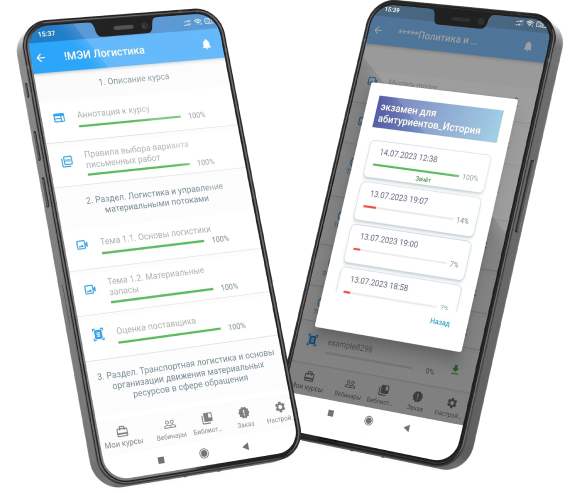 15:37
!МЭИ Логистика
1. Описание курса
Аннотация к курсу
100%
Правила выбора варианта
письменных работ
100%
2. Раздел. Логистика и управление
материальными потоками
Тема 1.1. Основы логистики
100%
Тема 1.2. Материальные
запасы
100%
Оценка поставщика
100%
3. Раздел. Транспортная логистика и основы
организации движения материальных
ресурсов в сфере обращения
Мои курсы
Вебинары
Библиот...
Заказ
Настрой
15:39
*****Политика и ...
экзамен для
абитуриентов_История
14.07.2023 12:38
100%
Зачёт
13.07.2023 19:07
14%
13.07.2023 19:00
7%
13.07.2023 18:58
7%
Назад
example8298
0%
Мои курсы
Вебинары
Библиот...
Заказ
Настрой...